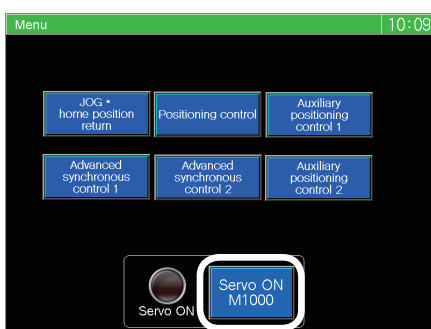 Menu 10:09
JOG •
home position
return
Positioning control
Auxiliary
positioning
control 1
Advanced
synchronous
control 1
Advanced
synchronous
control 2
Auxiliary
positioning
control 2
Servo ON
Servo ON
M1000